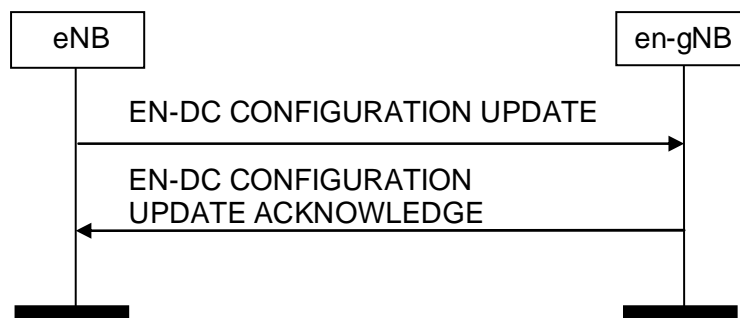 eNB
en-gNB
EN-DC CONFIGURATION UPDATE
EN-DC CONFIGURATION
UPDATE ACKNOWLEDGE